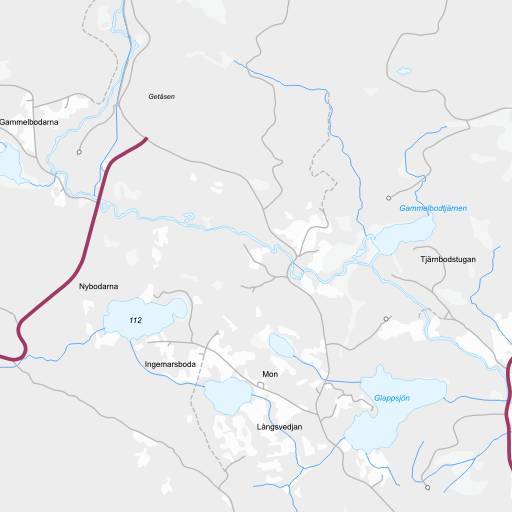 Getåsen
Gammelbodarna
Gammelbodtjärnen
Tjärnbodstugan
Nybodarna
112
Ingemarsboda
Mon
Glappsjön
Långsvedjan